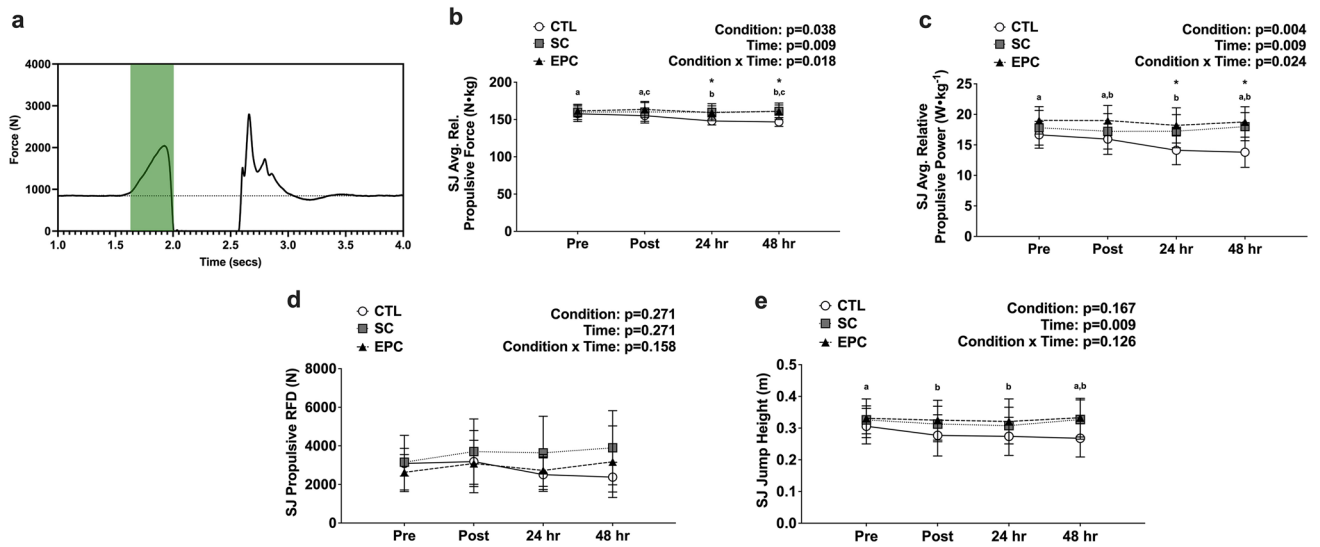 a
4000
3000
2000
1000
0
Force (N)
1.0 1.5 2.0 2.5 3.0 3.5 4.0
Time (secs)
b
CTL
SC
EPC
Condition: p=0.038
Time: p=0.009
Condition x Time: p=0.018
SJ Avg. Rel.
Propulsive Force (N•kg)
200
150
100
50
0
a a,c * *
b b,c
Pre Post 24 hr 48 hr
c
CTL
SC
EPC
Condition: p=0.004
Time: p=0.009
Condition x Time: p=0.024
SJ Avg. Relative
Propulsive Power (W•kg-1)
25
20
15
10
5
0
* *
a a,b b a,b
Pre Post 24 hr 48 hr
d
CTL
SC
EPC
Condition: p=0.271
Time: p=0.271
Condition x Time: p=0.158
SJ Propulsive RFD (N)
8000
6000
4000
2000
0
Pre Post 24 hr 48 hr
e
CTL
SC
EPC
Condition: p=0.167
Time: p=0.009
Condition x Time: p=0.126
SJ Jump Height (m)
0.5
0.4
0.3
0.2
0.1
0.0
a b b a,b
Pre Post 24 hr 48 hr